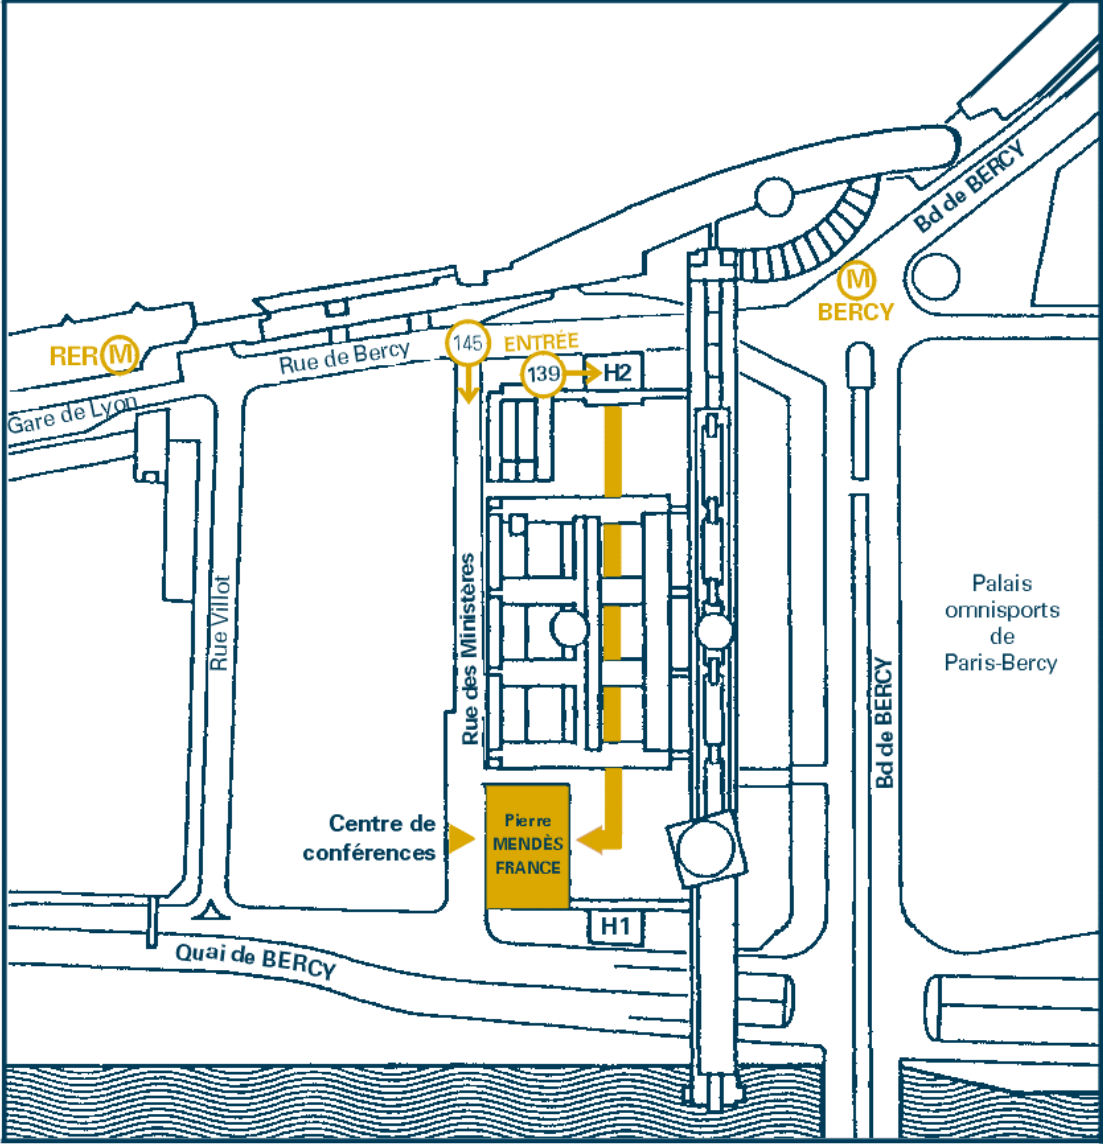 Bd de BERCY
M
BERCY
RER M
145
ENTRÉE
139
H2
Rue de Bercy
Gare de Lyon
Rue Villot
Rue des Ministères
Palais
omnisports
de
Paris-Bercy
Bd de BERCY
Centre de
conférences
Pierre
MENDÈS
FRANCE
H1
Quai de BERCY